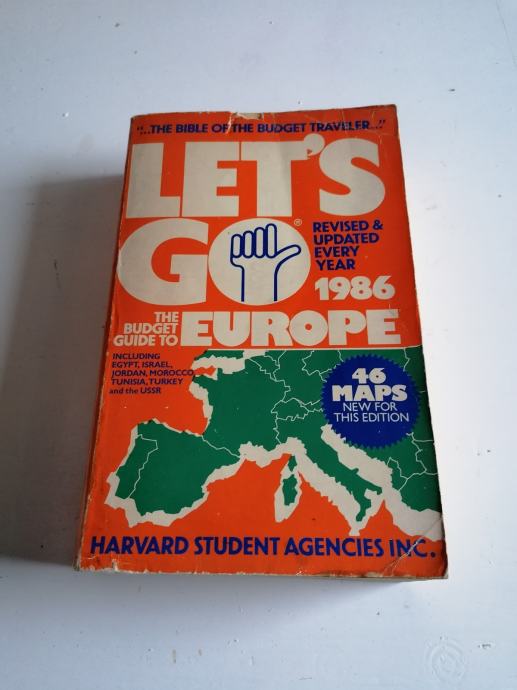 "...THE BIBLE OF THE BUDGET TRAVELER..."
LET'S
GO®
REVISED &
UPDATED
EVERY
YEAR
1986
THE
BUDGET
GUIDE TO
EUROPE
INCLUDING
EGYPT, ISRAEL,
JORDAN, MOROCCO,
TUNISIA, TURKEY
and the USSR
46
MAPS
NEW FOR
THIS EDITION
HARVARD STUDENT AGENCIES INC.